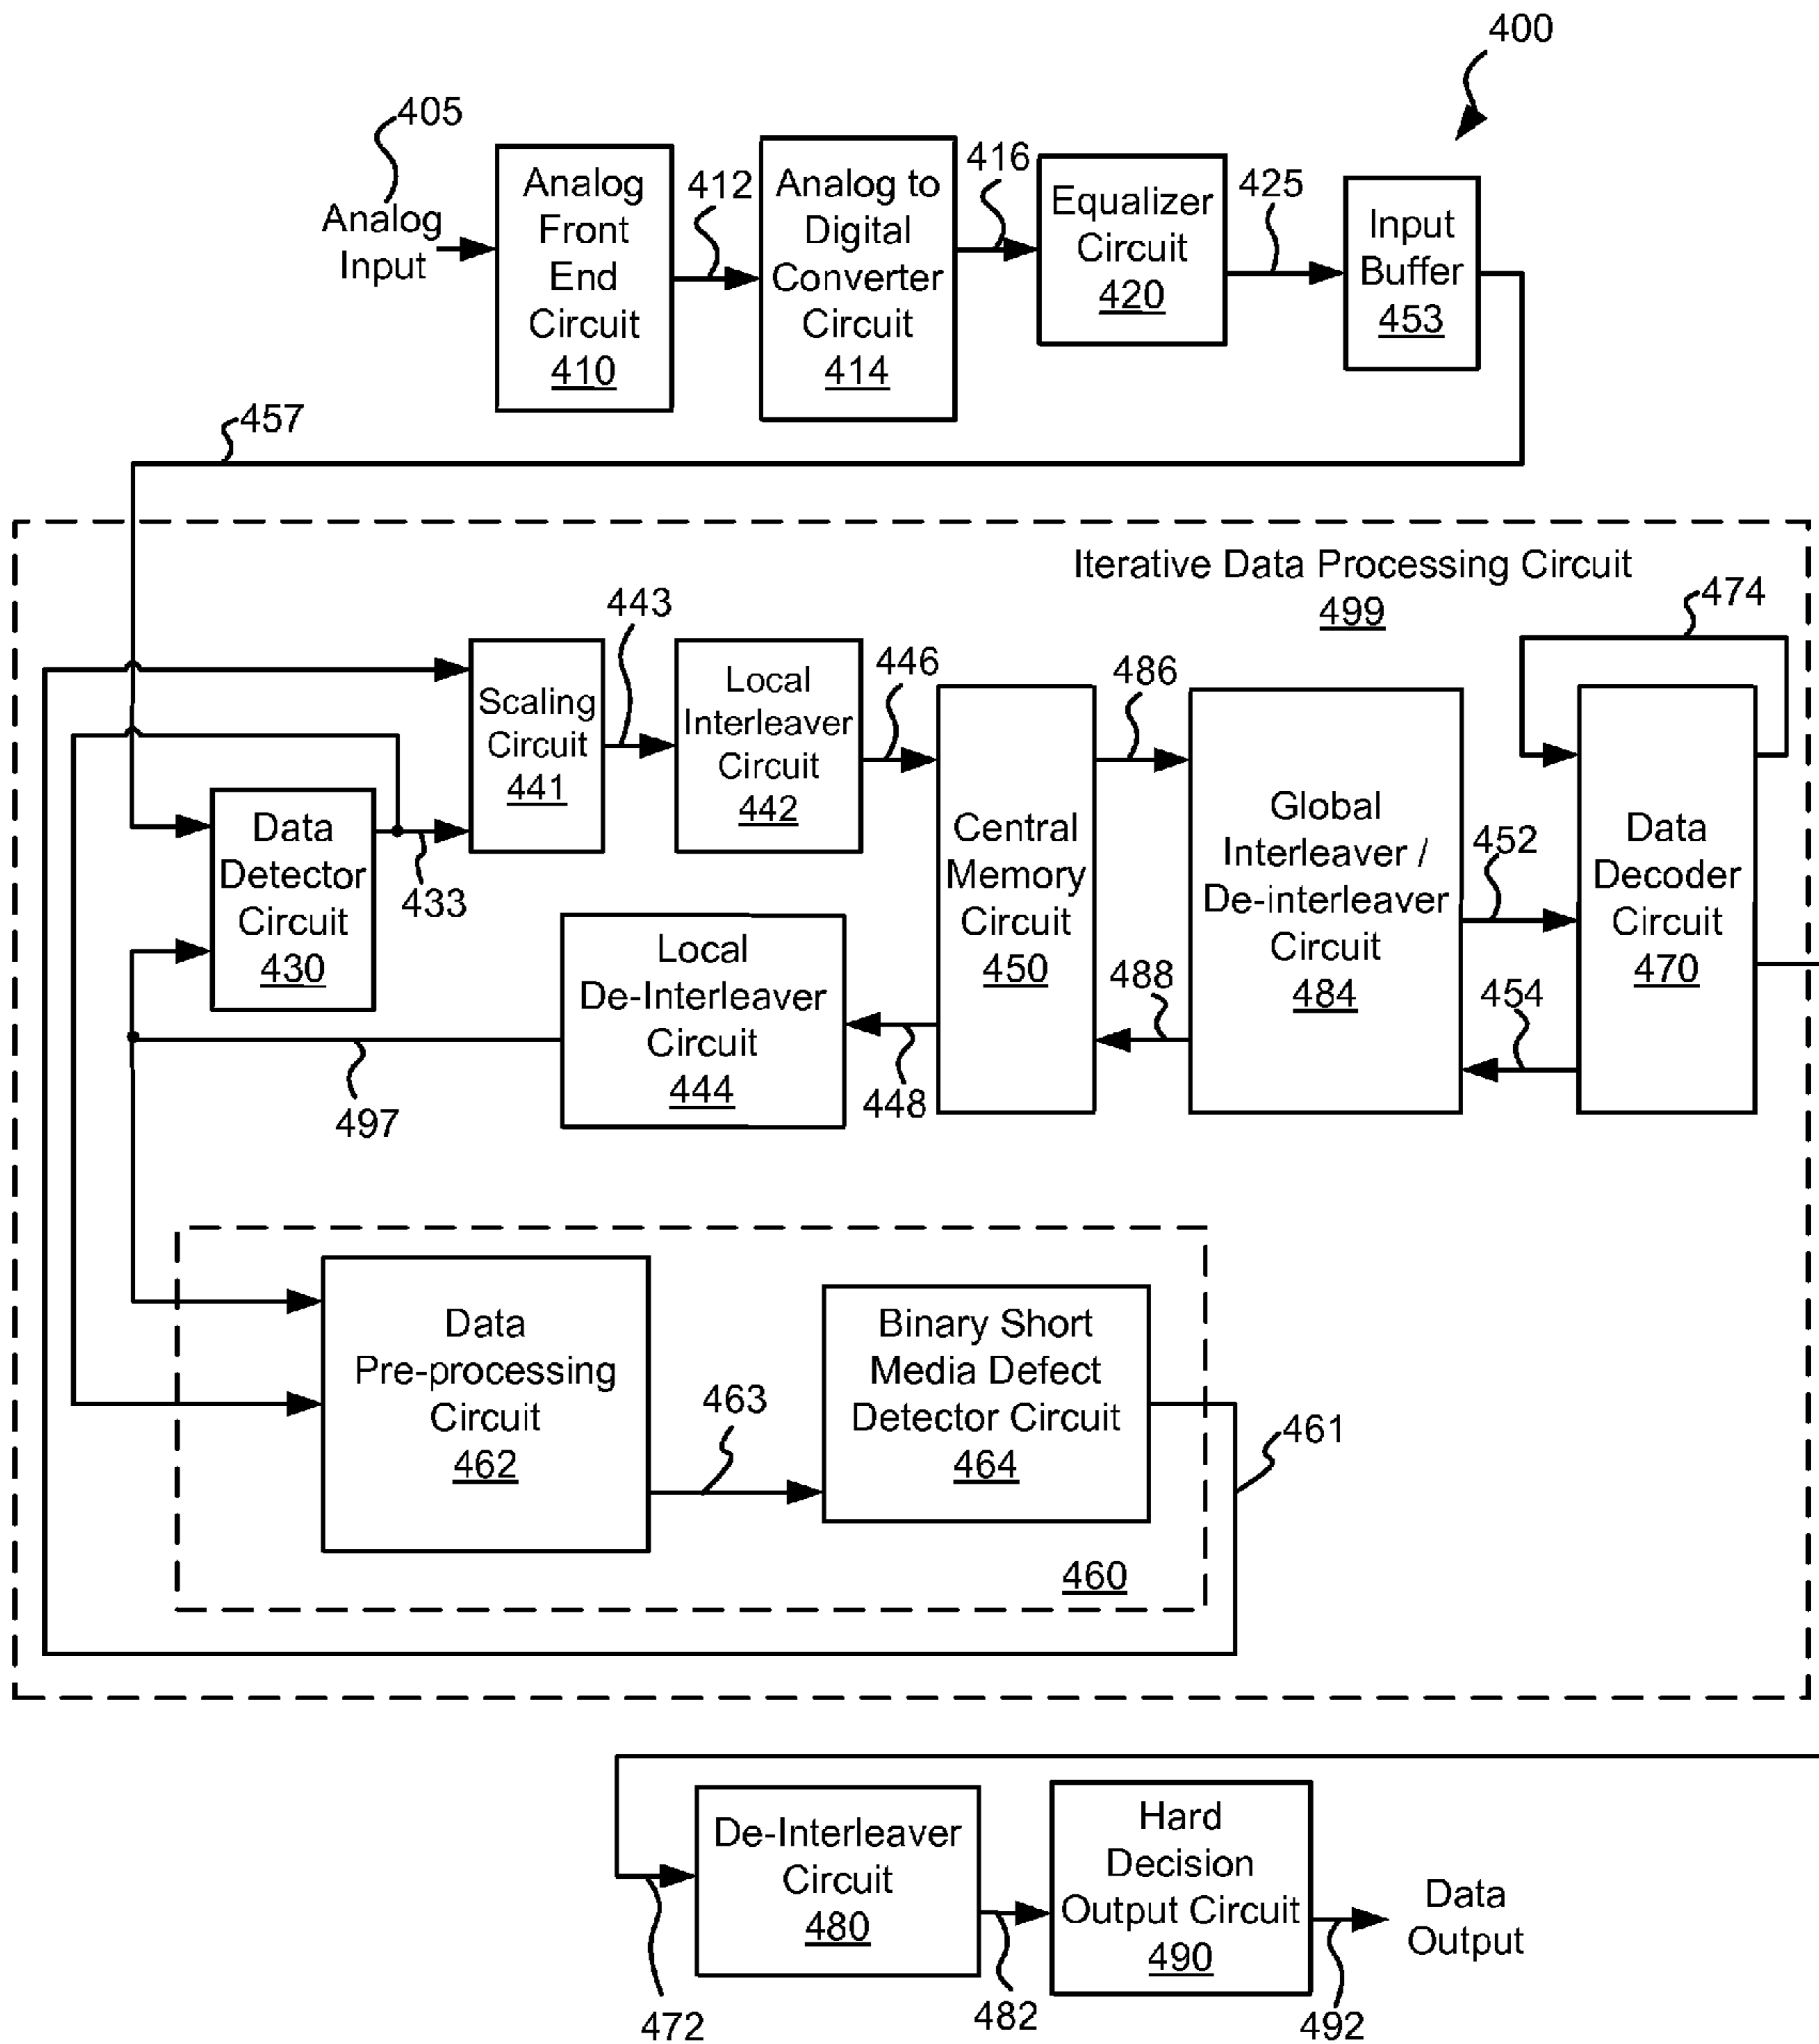 400
405
Analog
Input
Analog
Front
End
Circuit
410
412
Analog to
Digital
Converter
Circuit
414
416
Equalizer
Circuit
420
425
Input
Buffer
453
457
Iterative Data Processing Circuit
499
474
443
Scaling
Circuit
441
Local
Interleaver
Circuit
442
446
486
Data
Detector
Circuit
430
433
Central
Memory
Circuit
450
Global
Interleaver /
De-interleaver
Circuit
484
452
Data
Decoder
Circuit
470
Local
De-Interleaver
Circuit
444
488
454
448
497
Data
Pre-processing
Circuit
462
463
Binary Short
Media Defect
Detector Circuit
464
461
460
De-Interleaver
Circuit
480
Hard
Decision
Output Circuit
490
Data
Output
472
482
492